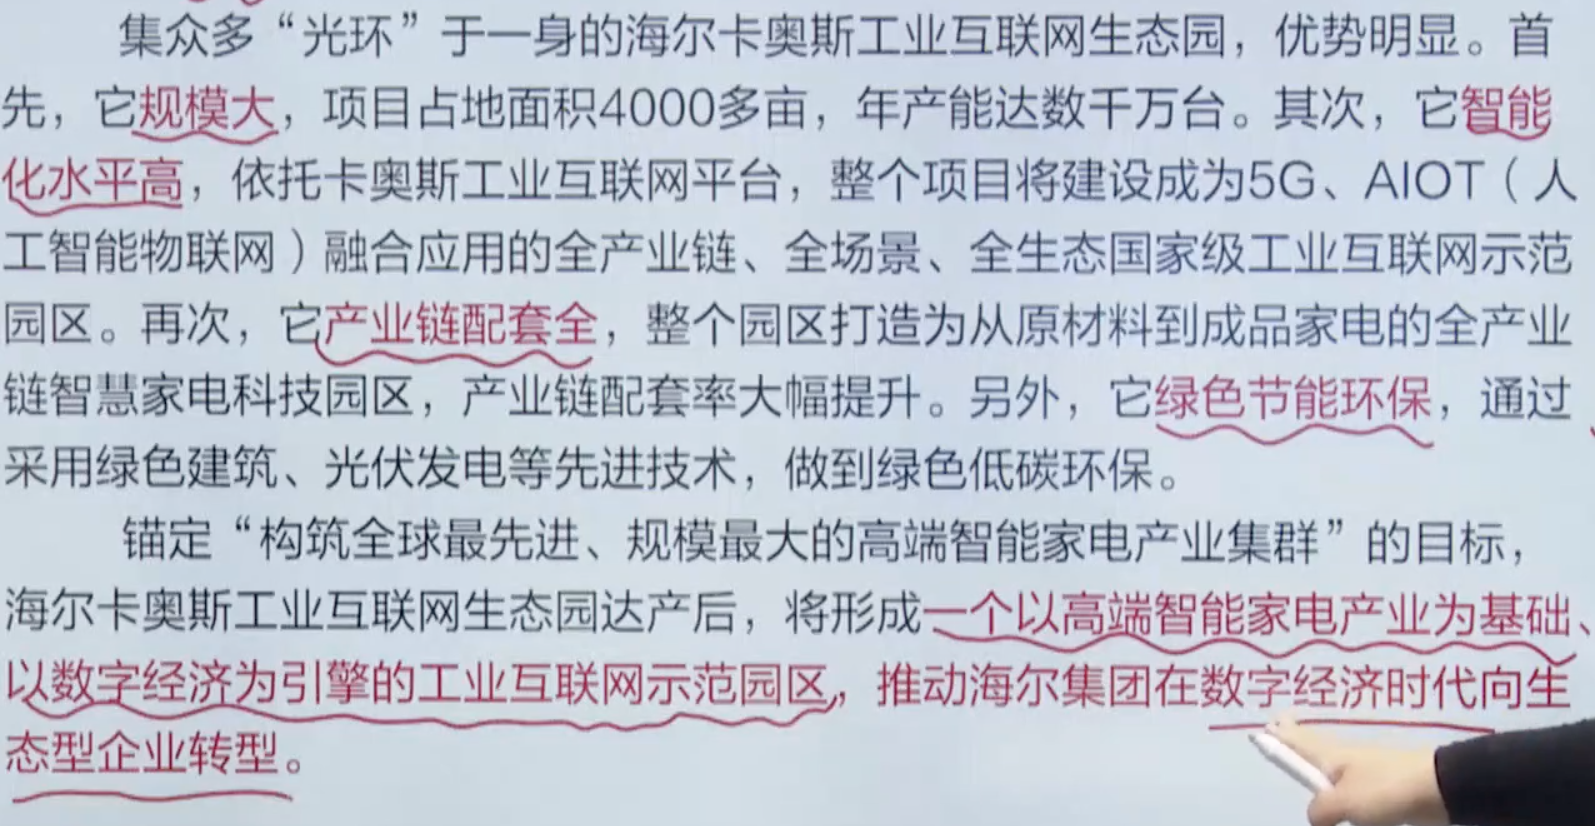 集众多“光环”于一身的海尔卡奥斯工业互联网生态园，优势明显。首
先，它规模大，项目占地面积4000多亩，年产能达数千万台。其次，它智能
化水平高，依托卡奥斯工业互联网平台，整个项目将建设成为5G、AIOT（人
工智能物联网）融合应用的全产业链、全场景、全生态国家级工业互联网示范
园区。再次，它产业链配套全，整个园区打造为从原材料到成品家电的全产业
链智慧家电科技园区，产业链配套率大幅提升。另外，它绿色节能环保，通过
采用绿色建筑、光伏发电等先进技术，做到绿色低碳环保。
锚定“构筑全球最先进、规模最大的高端智能家电产业集群”的目标，
海尔卡奥斯工业互联网生态园达产后，将形成一个以高端智能家电产业为基础、
以数字经济为引擎的工业互联网示范园区，推动海尔集团在数字经济时代向生
态型企业转型。